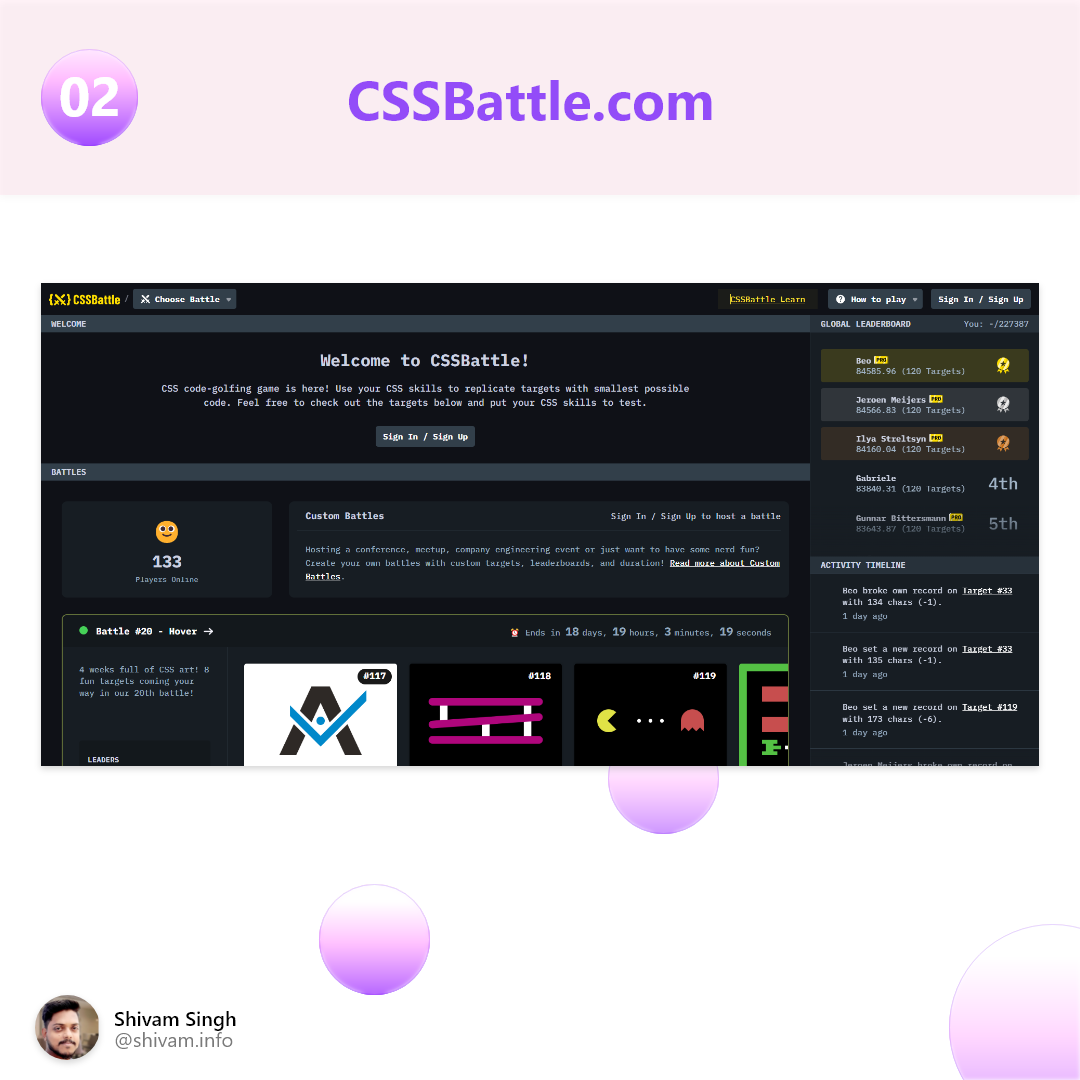 02
CSSBattle.com
{X} CSSBattle / Choose Battle
CSSBattle Learn
How to play
Sign In / Sign Up
WELCOME
Welcome to CSSBattle!
CSS code-golfing game is here! Use your CSS skills to replicate targets with smallest possible
code. Feel free to check out the targets below and put your CSS skills to test.
Sign In / Sign Up
GLOBAL LEADERBOARD You: -/227387
Beo PRO
84585.96 (120 Targets)
Jeroen Meijers PRO
84566.83 (120 Targets)
Ilya Streltsyn PRO
84160.04 (120 Targets)
Gabriele
83840.31 (120 Targets)
4th
Gunnar Bittersmann PRO
83643.87 (120 Targets)
5th
BATTLES
133
Players Online
Custom Battles
Sign In / Sign Up to host a battle
Hosting a conference, meetup, company engineering event or just want to have some nerd fun?
Create your own battles with custom targets, leaderboards, and duration! Read more about Custom
Battles.
Battle #20 - Hover →
Ends in 18 days, 19 hours, 3 minutes, 19 seconds
4 weeks full of CSS art! 8
fun targets coming your
way in our 20th battle!
LEADERS
#117
#118
#119
ACTIVITY TIMELINE
Beo broke own record on Target #33
with 134 chars (-1).
1 day ago
Beo set a new record on Target #33
with 135 chars (-1).
1 day ago
Beo set a new record on Target #119
with 173 chars (-6).
1 day ago
Jeroen Meijers broke own record on
Shivam Singh
@shivam.info